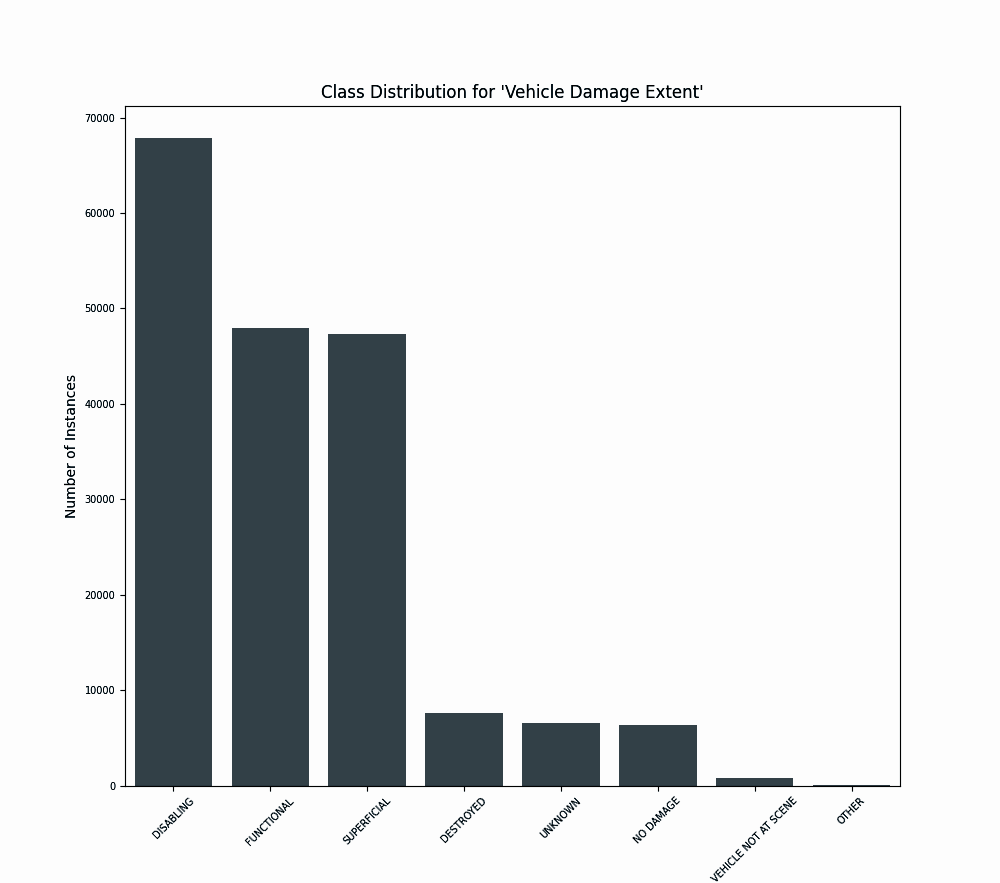 Class Distribution for 'Vehicle Damage Extent'
70000
60000
50000
40000
30000
20000
10000
0
Number of Instances
DISABLING
FUNCTIONAL
SUPERFICIAL
DESTROYED
UNKNOWN
NO DAMAGE
VEHICLE NOT AT SCENE
OTHER